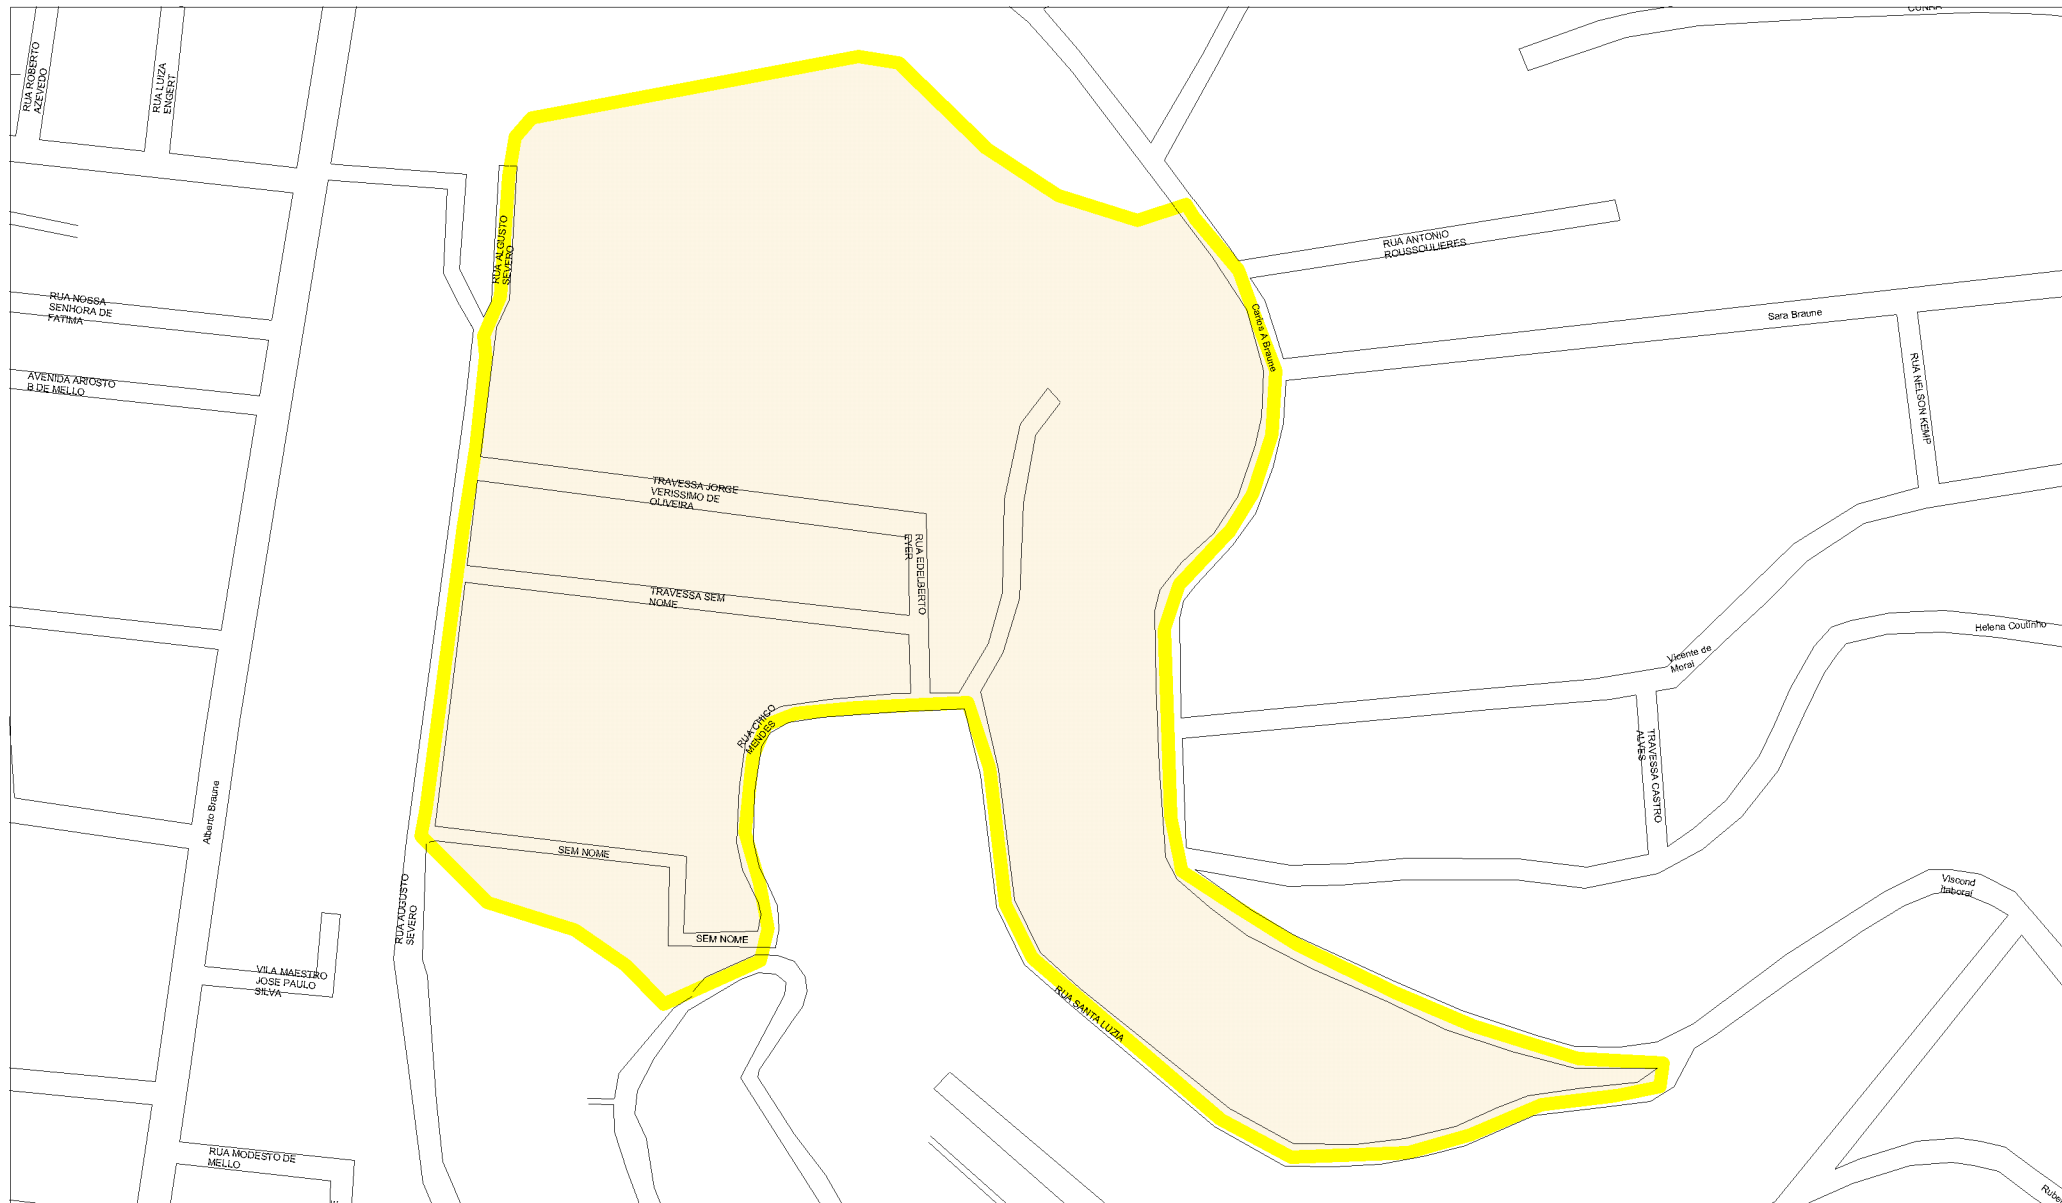 CUNHA
RUA ROBERTO
AZEVEDO
RUA LUIZA
ENGERT
RUA AUGUSTO
SEVERO
RUA ANTONIO
ROUSSOULIERES
RUA NOSSA
SENHORA DE
FATIMA
Carlos A Braune
Sara Braune
AVENIDA ARIOSTO
B DE MELLO
RUA NELSON KEMP
TRAVESSA JORGE
VERISSIMO DE
OLIVEIRA
RUA EDELBERTO
EYER
TRAVESSA SEM
NOME
Helena Coutinho
Vicente de
Morai
RUA CHICO
MENDES
TRAVESSA CASTRO
ALVES
Alberto Braune
SEM NOME
Viscond
Itaborai
RUA AUGUSTO
SEVERO
SEM NOME
VILA MAESTRO
JOSE PAULO
SILVA
RUA SANTA LUZIA
RUA MODESTO DE
MELLO